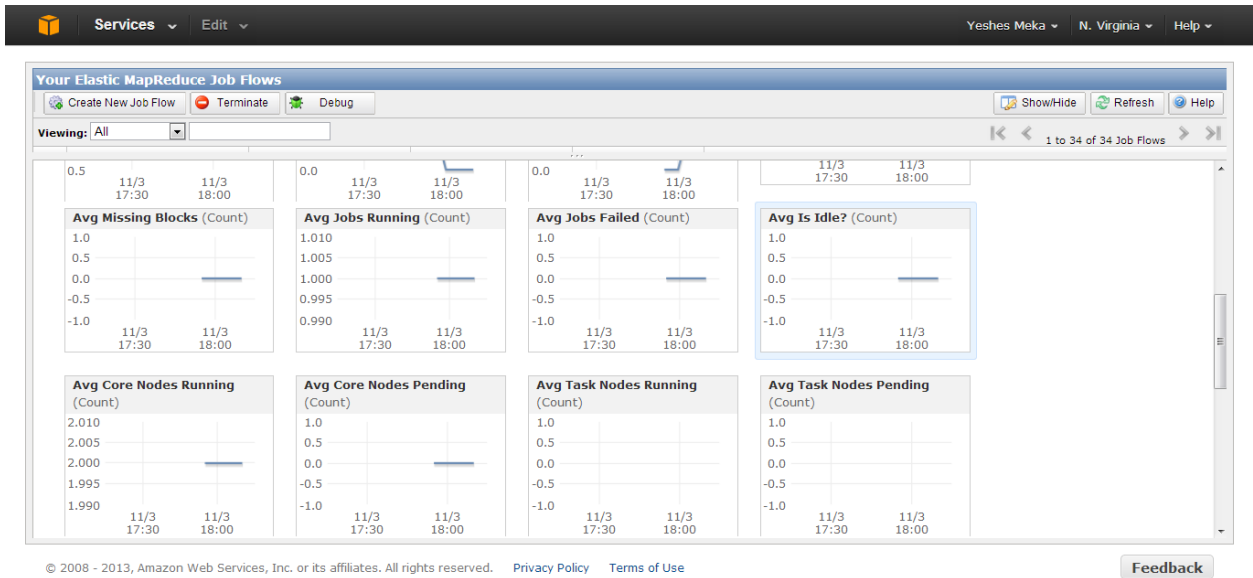 Services Edit Yeshes Meka N. Virginia Help
Your Elastic MapReduce Job Flows
Create New Job Flow Terminate Debug Show/Hide Refresh Help
Viewing: All 1 to 34 of 34 Job Flows
0.5 0.0 0.0
11/3 11/3 11/3 11/3 11/3 11/3 11/3 11/3
17:30 18:00 17:30 18:00 17:30 18:00 17:30 18:00
Avg Missing Blocks (Count) Avg Jobs Running (Count) Avg Jobs Failed (Count) Avg Is Idle? (Count)
1.0 1.010 1.0 1.0
0.5 1.005 0.5 0.5
0.0 1.000 0.0 0.0
-0.5 0.995 -0.5 -0.5
-1.0 0.990 -1.0 -1.0
11/3 11/3 11/3 11/3 11/3 11/3 11/3 11/3
17:30 18:00 17:30 18:00 17:30 18:00 17:30 18:00
Avg Core Nodes Running Avg Core Nodes Pending Avg Task Nodes Running Avg Task Nodes Pending
(Count) (Count) (Count) (Count)
2.010 1.0 1.0 1.0
2.005 0.5 0.5 0.5
2.000 0.0 0.0 0.0
1.995 -0.5 -0.5 -0.5
1.990 -1.0 -1.0 -1.0
11/3 11/3 11/3 11/3 11/3 11/3 11/3 11/3
17:30 18:00 17:30 18:00 17:30 18:00 17:30 18:00
© 2008 - 2013, Amazon Web Services, Inc. or its affiliates. All rights reserved. Privacy Policy Terms of Use Feedback